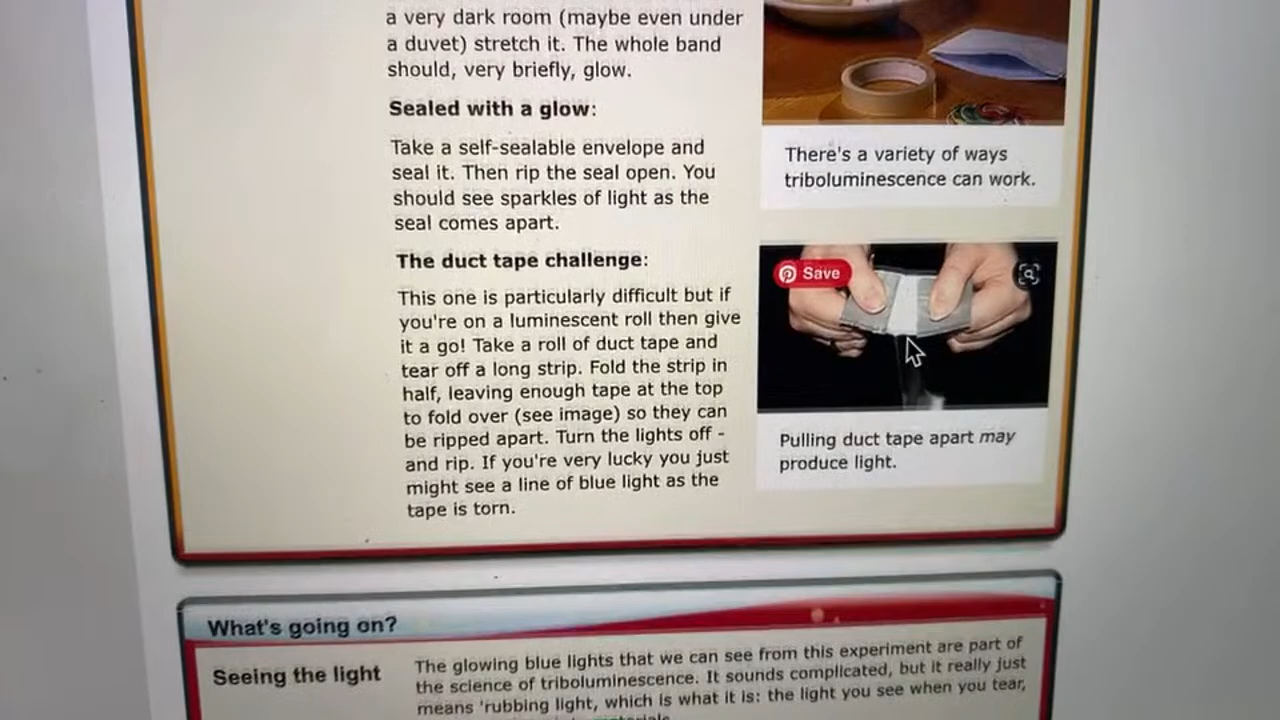 a very dark room (maybe even under
a duvet) stretch it. The whole band
should, very briefly, glow.
Sealed with a glow:
Take a self-sealable envelope and
seal it. Then rip the seal open. You
should see sparkles of light as the
seal comes apart.
The duct tape challenge:
This one is particularly difficult but if
you're on a luminescent roll then give
it a go! Take a roll of duct tape and
tear off a long strip. Fold the strip in
half, leaving enough tape at the top
to fold over (see image) so they can
be ripped apart. Turn the lights off -
and rip. If you're very lucky you just
might see a line of blue light as the
tape is torn.
There's a variety of ways
triboluminescence can work.
Save
Pulling duct tape apart may
produce light.
What's going on?
Seeing the light
The glowing blue lights that we can see from this experiment are part of
the science of triboluminescence. It sounds complicated, but it really just
means 'rubbing light, which is what it is: the light you see when you tear,
materials